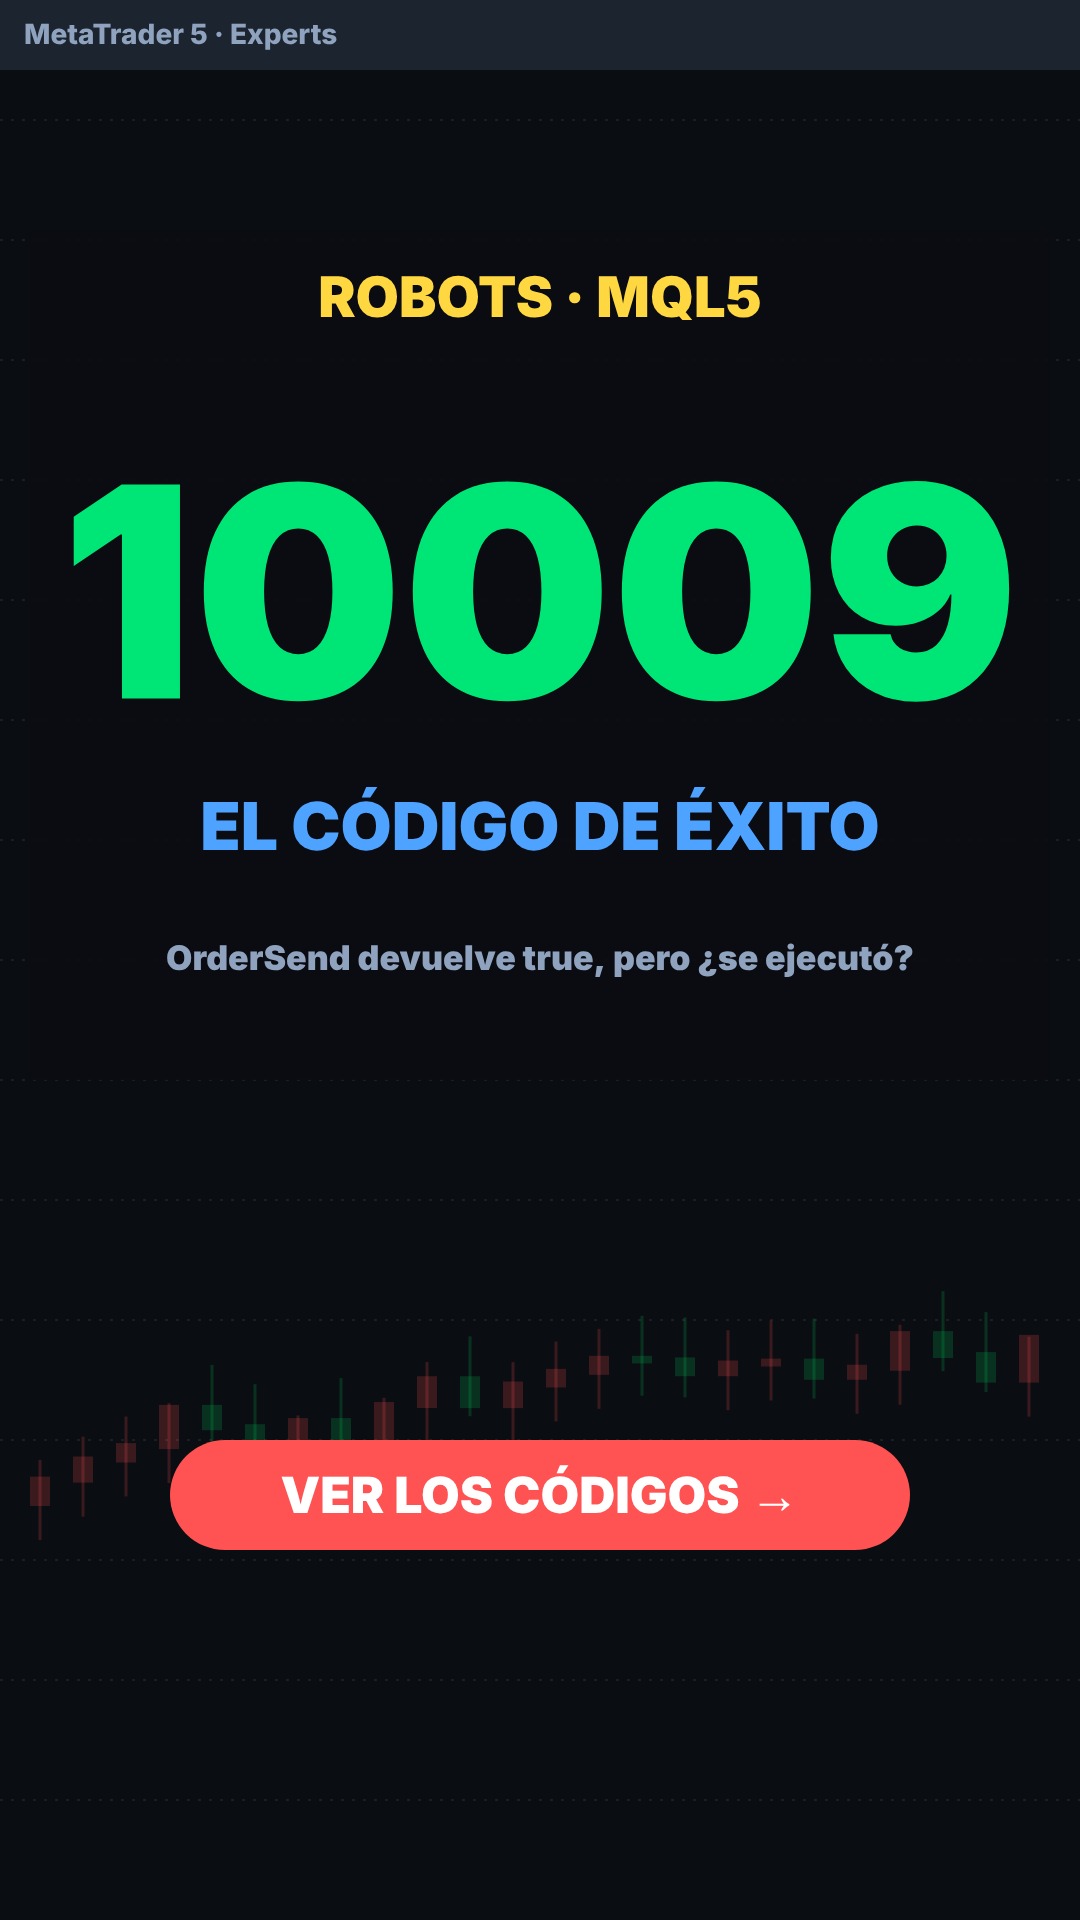 MetaTrader 5 · Experts
ROBOTS · MQL5
10009
EL CÓDIGO DE ÉXITO
OrderSend devuelve true, pero ¿se ejecutó?
VER LOS CÓDIGOS →